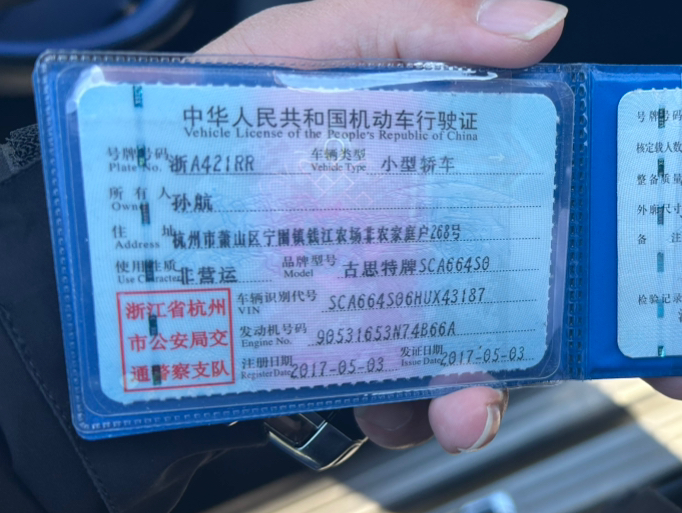 中华人民共和国机动车行驶证
Vehicle License of the People's Republic of China
号牌号码 浙A421RR 车辆类型 小型轿车
Plate No. Vehicle Type
所有人 孙航
Owner
住址 杭州市萧山区宁围镇钱江农场非农家庭户268号
Address
使用性质 非营运 品牌型号 古思特牌SCA664S0
Use Character Model
浙江省杭州
市公安局交
通警察支队
车辆识别代号 SCA664S06HUX43187
VIN
发动机号码 90531653N74B66A
Engine No.
注册日期 2017-05-03 发证日期 2017-05-03
Register Date Issue Date
号牌号码
核定载人数
整备质量
外廓尺寸
备注
检验记录